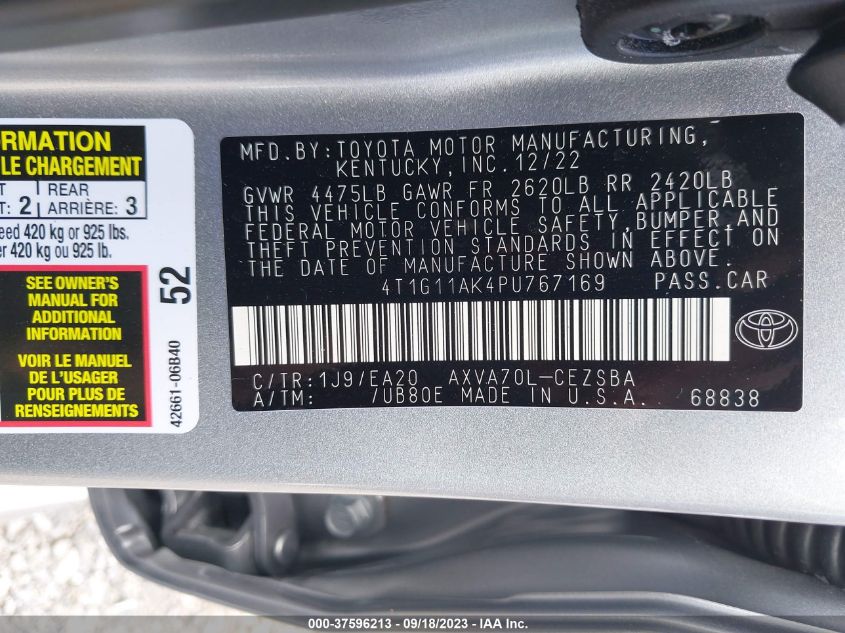 ORMATION
LE CHARGEMENT
T REAR
T: 2 ARRIÈRE: 3
eed 420 kg or 925 lbs.
er 420 kg ou 925 lb.
SEE OWNER'S
MANUAL FOR
ADDITIONAL
INFORMATION
VOIR LE MANUEL
DE L'USAGER
POUR PLUS DE
RENSEIGNEMENTS
52
42661-06B40
MFD.BY:TOYOTA MOTOR MANUFACTURING,
KENTUCKY,INC.12/22
GVWR 4475LB GAWR FR 2620LB RR 2420LB
THIS VEHICLE CONFORMS TO ALL APPLICABLE
FEDERAL MOTOR VEHICLE SAFETY,BUMPER,AND
THEFT PREVENTION STANDARDS IN EFFECT ON
THE DATE OF MANUFACTURE SHOWN ABOVE.
4T1G11AK4PU767169 PASS.CAR
C/TR:1J9/EA20 AXVA70L-CEZSBA
A/TM: /UB80E MADE IN U.S.A. 68838
000-37596213 - 09/18/2023 - IAAI, Inc.